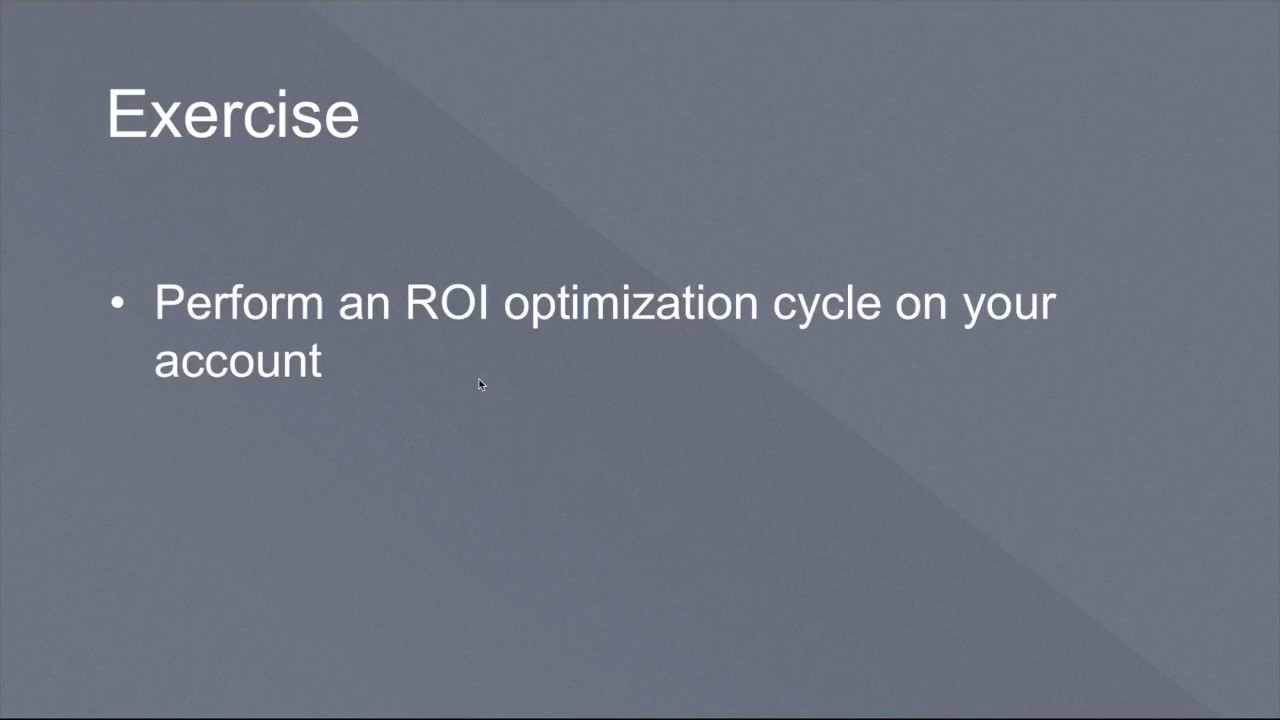 Exercise
• Perform an ROI optimization cycle on your
account